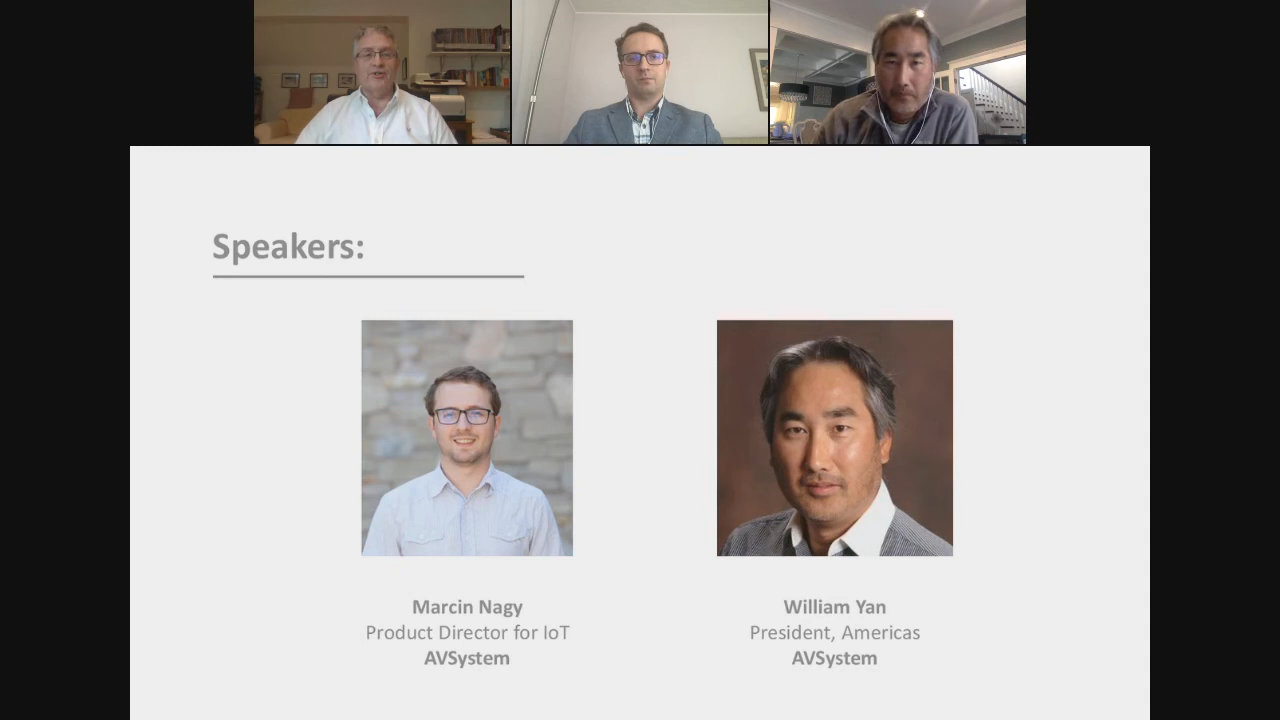 Speakers:
Marcin Nagy
Product Director for IoT
AVSystem
William Yan
President, Americas
AVSystem